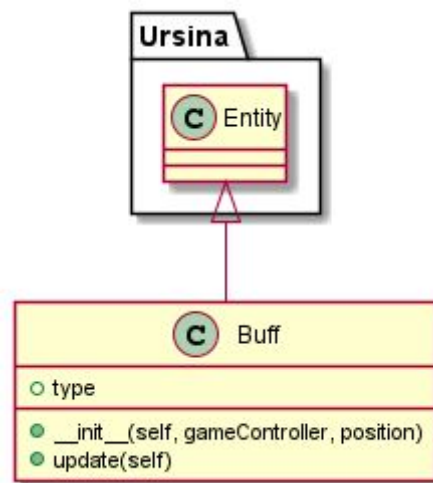 Ursina
C Entity
C Buff
type
__init__(self, gameController, position)
update(self)